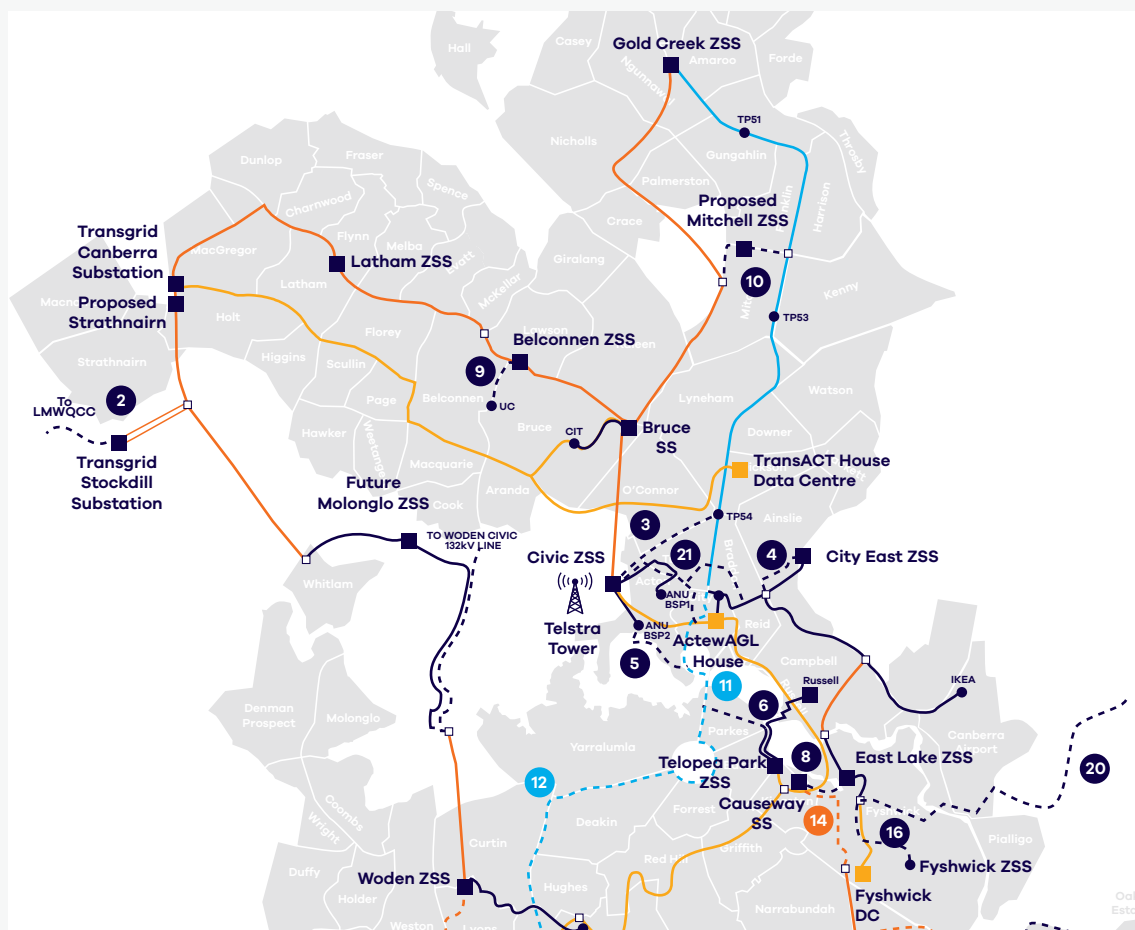 Hall
Casey
Gold Creek ZSS
Amaroo
Forde
Ngunnawal
TP51
Nicholls
Gungahlin
Throsby
Dunlop
Fraser
Palmerston
Spence
Charnwood
Proposed
Mitchell ZSS
Harrison
Crace
Transgrid
Canberra
Substation
MacGregor
Flynn
Melba
Latham ZSS
Giralang
McKellar
Latham
10
Kenny
Proposed
Strathnairn
Holt
TP53
Florey
Belconnen ZSS
Higgins
Scullin
Strathnairn
9
Watson
2
To
LMWQCC
Page
Belconnen
UC
Lyneham
Hawker
Bruce
CIT
Bruce
SS
Downer
Weetangera
Macquarie
TransACT House
Data Centre
Transgrid
Stockdill
Substation
Future
Molonglo ZSS
Aranda
O'Connor
Cook
TP54
Ainslie
3
TO WODEN CIVIC
132kV LINE
21
4
Civic ZSS
City East ZSS
Whitlam
ANU
BSP1
Telstra
Tower
ANU
BSP2
Reid
ActewAGL
House
5
Campbell
11
Russell
IKEA
6
Denman
Prospect
Molonglo
Parkes
Canberra
Airport
Yarralumla
8
East Lake ZSS
Telopea Park
ZSS
20
12
Causeway
SS
Forrest
Fyshwick
14
Coombs
Wright
Deakin
16
Pialligo
Curtin
Griffith
Red Hill
Fyshwick ZSS
Duffy
Woden ZSS
Hughes
Fyshwick
DC
Holder
Narrabundah
Weston
Lyons